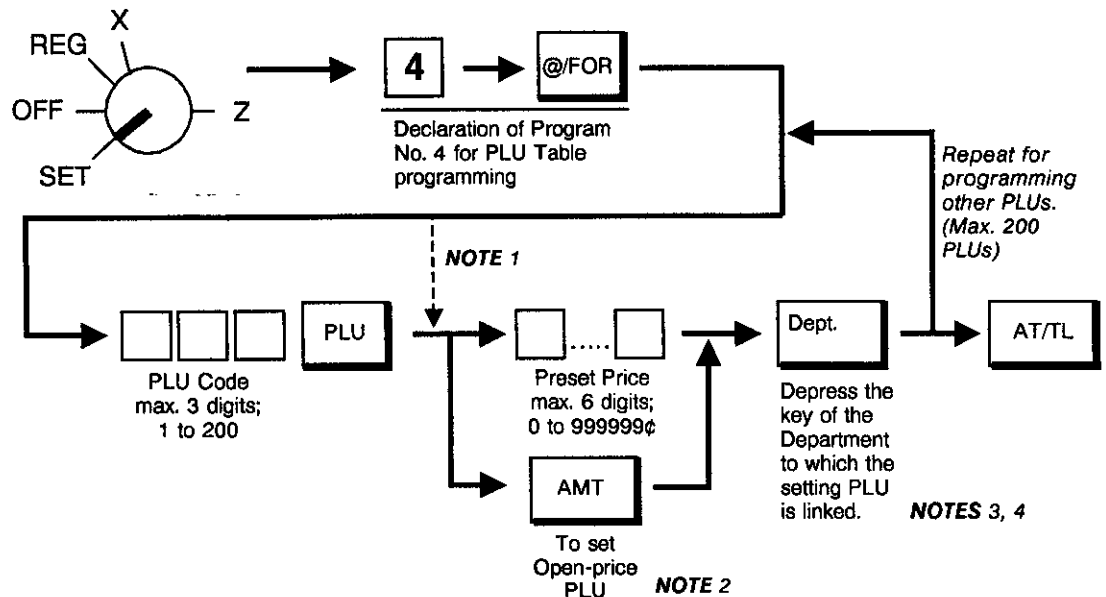 X
REG
OFF
Z
SET
4
@/FOR
Declaration of Program
No. 4 for PLU Table
programming
Repeat for
programming
other PLUs.
(Max. 200
PLUs)
NOTE 1
PLU
PLU Code
max. 3 digits;
1 to 200
.....
Preset Price
max. 6 digits;
0 to 999999¢
AMT
To set
Open-price
PLU
NOTE 2
Dept.
Depress the
key of the
Department
to which the
setting PLU
is linked.
NOTES 3, 4
AT/TL